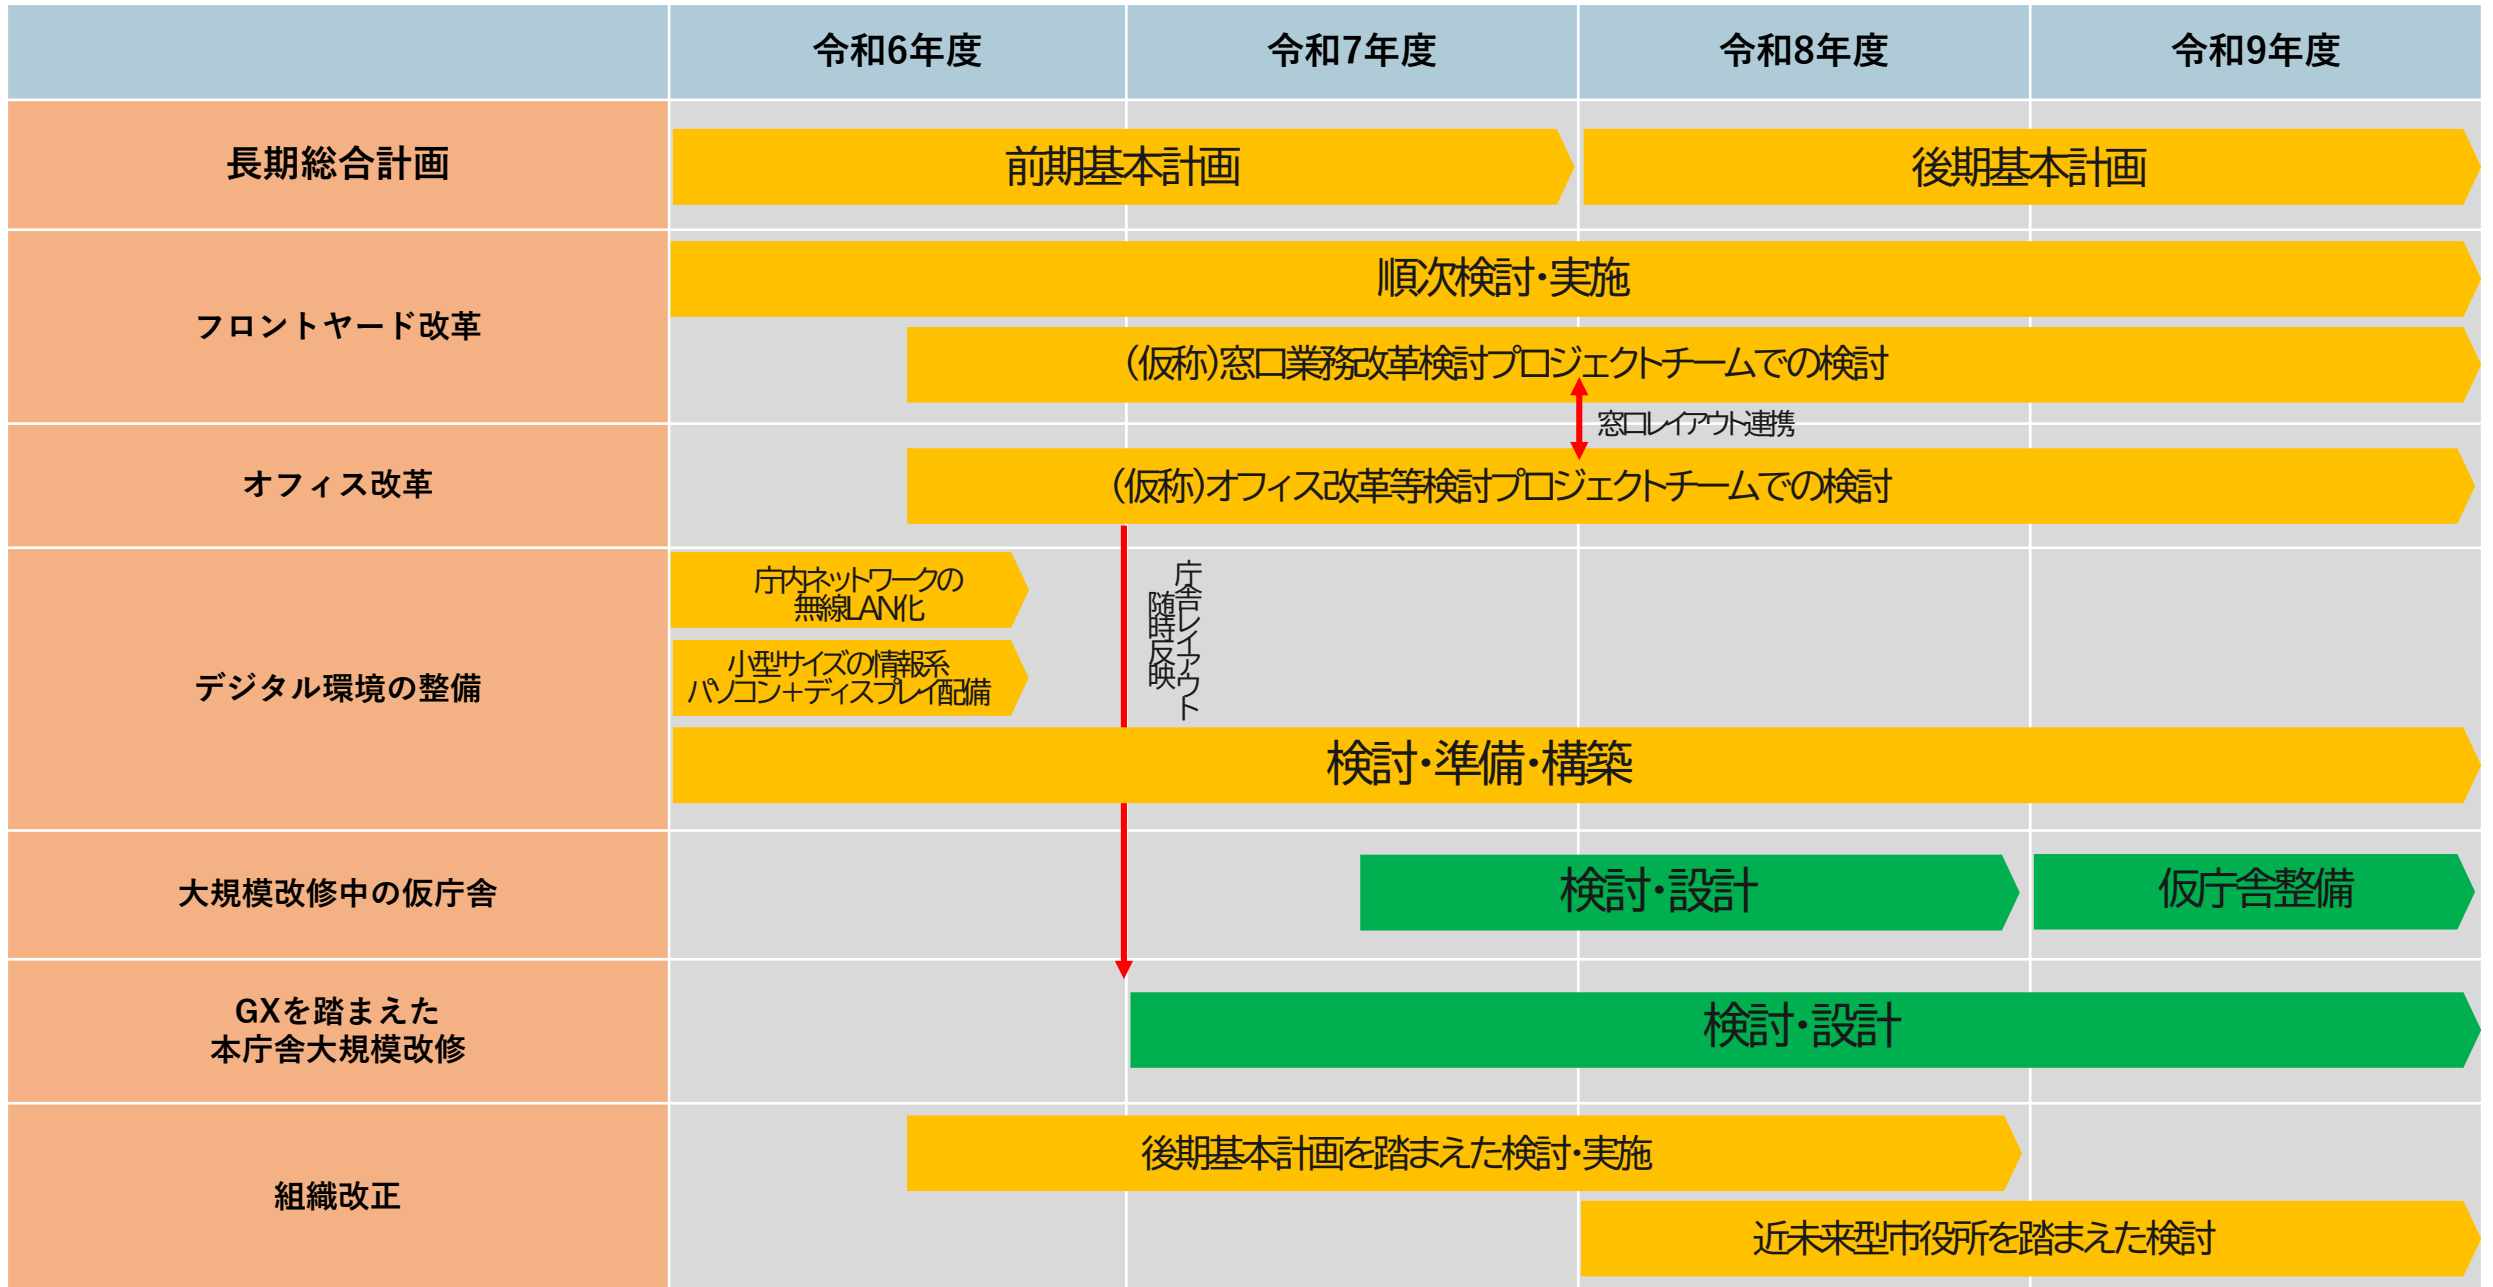 令和6年度
令和7年度
令和8年度
令和9年度
長期総合計画
前期基本計画
後期基本計画
フロントヤード改革
順次検討・実施
（仮称）窓口業務改革検討プロジェクトチームでの検討
窓口レイアウト連携
オフィス改革
（仮称）オフィス改革等検討プロジェクトチームでの検討
デジタル環境の整備
庁内ネットワークの
無線LAN化
小型サイズの情報系
パソコン＋ディスプレイ配備
庁舎レイアウト
随時反映
検討・準備・構築
大規模改修中の仮庁舎
検討・設計
仮庁舎整備
GXを踏まえた
本庁舎大規模改修
検討・設計
組織改正
後期基本計画を踏まえた検討・実施
近未来型市役所を踏まえた検討